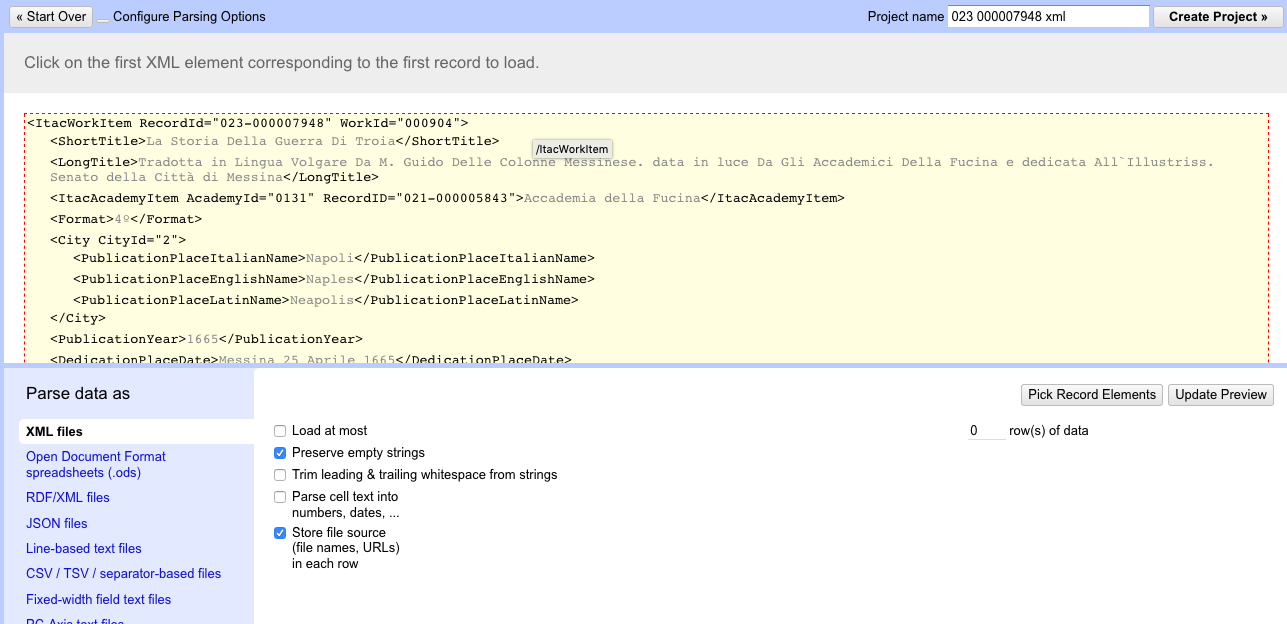 « Start Over Configure Parsing Options Project name 023 000007948 xml Create Project »
Click on the first XML element corresponding to the first record to load.
<ItacWorkItem RecordId="023-000007948" WorkId="000904">
<ShortTitle>La Storia Della Guerra Di Troia</ShortTitle>
/ItacWorkItem
<LongTitle>Tradotta in Lingua Volgare Da M. Guido Delle Colonne Messinese. data in luce Da Gli Accademici Della Fucina e dedicata All`Illustriss.
Senato della Città di Messina</LongTitle>
<ItacAcademyItem AcademyId="0131" RecordID="021-000005843">Accademia della Fucina</ItacAcademyItem>
<Format>4º</Format>
<City CityId="2">
<PublicationPlaceItalianName>Napoli</PublicationPlaceItalianName>
<PublicationPlaceEnglishName>Naples</PublicationPlaceEnglishName>
<PublicationPlaceLatinName>Neapolis</PublicationPlaceLatinName>
</City>
<PublicationYear>1665</PublicationYear>
<DedicationPlaceDate>Messina 25 Aprile 1665</DedicationPlaceDate>
Parse data as
Pick Record Elements Update Preview
XML files
Open Document Format
spreadsheets (.ods)
RDF/XML files
JSON files
Line-based text files
CSV / TSV / separator-based files
Fixed-width field text files
PC-Axis text files
Load at most 0 row(s) of data
Preserve empty strings
Trim leading & trailing whitespace from strings
Parse cell text into
numbers, dates, ...
Store file source
(file names, URLs)
in each row